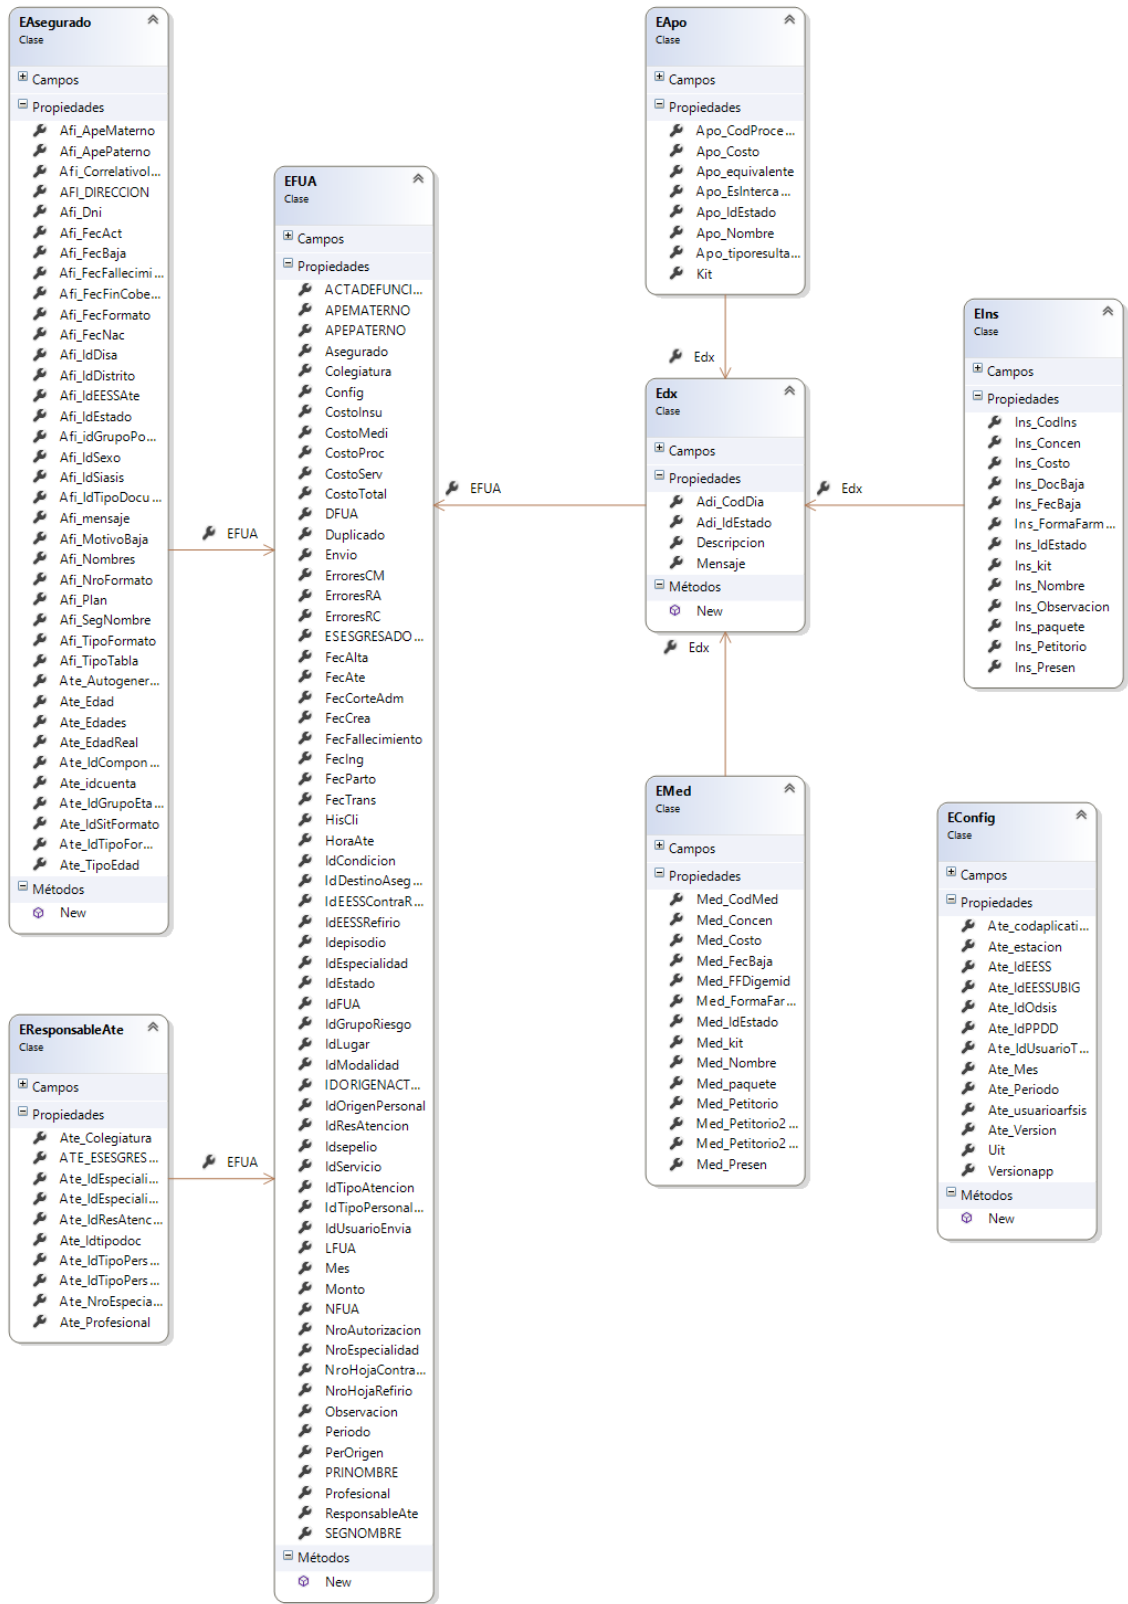 EAsegurado
Clase
Campos
Propiedades
Afi_ApeMaterno
Afi_ApePaterno
Afi_Correlativol...
AFI_DIRECCION
Afi_Dni
Afi_FecAct
Afi_FecBaja
Afi_FecFallecimi...
Afi_FecFinCobe...
Afi_FecFormato
Afi_FecNac
Afi_IdDisa
Afi_IdDistrito
Afi_IdEESSAte
Afi_IdEstado
Afi_idGrupoPo...
Afi_IdSexo
Afi_IdSiasis
Afi_IdTipoDocu...
Afi_mensaje
Afi_MotivoBaja
Afi_Nombres
Afi_NroFormato
Afi_Plan
Afi_SegNombre
Afi_TipoFormato
Afi_TipoTabla
Ate_Autogener...
Ate_Edad
Ate_Edades
Ate_EdadReal
Ate_IdCompon...
Ate_idcuenta
Ate_IdGrupoEta...
Ate_IdSitFormato
Ate_IdTipoFor...
Ate_TipoEdad
Métodos
New
EFUA
EResponsableAte
Clase
Campos
Propiedades
Ate_Colegiatura
ATE_ESESGRES...
Ate_IdEspeciali...
Ate_IdEspeciali...
Ate_IdResAtenc...
Ate_Idtipodoc
Ate_IdTipoPers...
Ate_IdTipoPers...
Ate_NroEspecia...
Ate_Profesional
EFUA
EFUA
Clase
Campos
Propiedades
ACTADEFUNCI...
APEMATERNO
APEPATERNO
Asegurado
Colegiatura
Config
CostoInsu
CostoMedi
CostoProc
CostoServ
CostoTotal
DFUA
Duplicado
Envio
ErroresCM
ErroresRA
ErroresRC
ESESGRESADO...
FecAlta
FecAte
FecCorteAdm
FecCrea
FecFallecimiento
FecIng
FecParto
FecTrans
HisCli
HoraAte
IdCondicion
IdDestinoAseg...
IdEESSContraR...
IdEESSRefirio
Idepisodio
IdEspecialidad
IdEstado
IdFUA
IdGrupoRiesgo
IdLugar
IdModalidad
IDORIGENACT...
IdOrigenPersonal
IdResAtencion
Idsepelio
IdServicio
IdTipoAtencion
IdTipoPersonal...
IdUsuarioEnvia
LFUA
Mes
Monto
NFUA
NroAutorizacion
NroEspecialidad
NroHojaContra...
NroHojaRefirio
Observacion
Periodo
PerOrigen
PRINOMBRE
Profesional
ResponsableAte
SEGNOMBRE
Métodos
New
EApo
Clase
Campos
Propiedades
Apo_CodProce...
Apo_Costo
Apo_equivalente
Apo_EsInterca...
Apo_IdEstado
Apo_Nombre
Apo_tiporesulta...
Kit
Edx
Edx
Clase
Campos
Propiedades
Adi_CodDia
Adi_IdEstado
Descripcion
Mensaje
Métodos
New
EFUA
Edx
Edx
EMed
Clase
Campos
Propiedades
Med_CodMed
Med_Concen
Med_Costo
Med_FecBaja
Med_FFDigemid
Med_FormaFar...
Med_IdEstado
Med_kit
Med_Nombre
Med_paquete
Med_Petitorio
Med_Petitorio2...
Med_Petitorio2...
Med_Presen
EIns
Clase
Campos
Propiedades
Ins_CodIns
Ins_Concen
Ins_Costo
Ins_DocBaja
Ins_FecBaja
Ins_FormaFarm...
Ins_IdEstado
Ins_kit
Ins_Nombre
Ins_Observacion
Ins_paquete
Ins_Petitorio
Ins_Presen
EConfig
Clase
Campos
Propiedades
Ate_codaplicati...
Ate_estacion
Ate_IdEESS
Ate_IdEESSUBIG
Ate_IdOdsis
Ate_IdPPDD
Ate_IdUsuarioT...
Ate_Mes
Ate_Periodo
Ate_usuarioarfsis
Ate_Version
Uit
Versionapp
Métodos
New